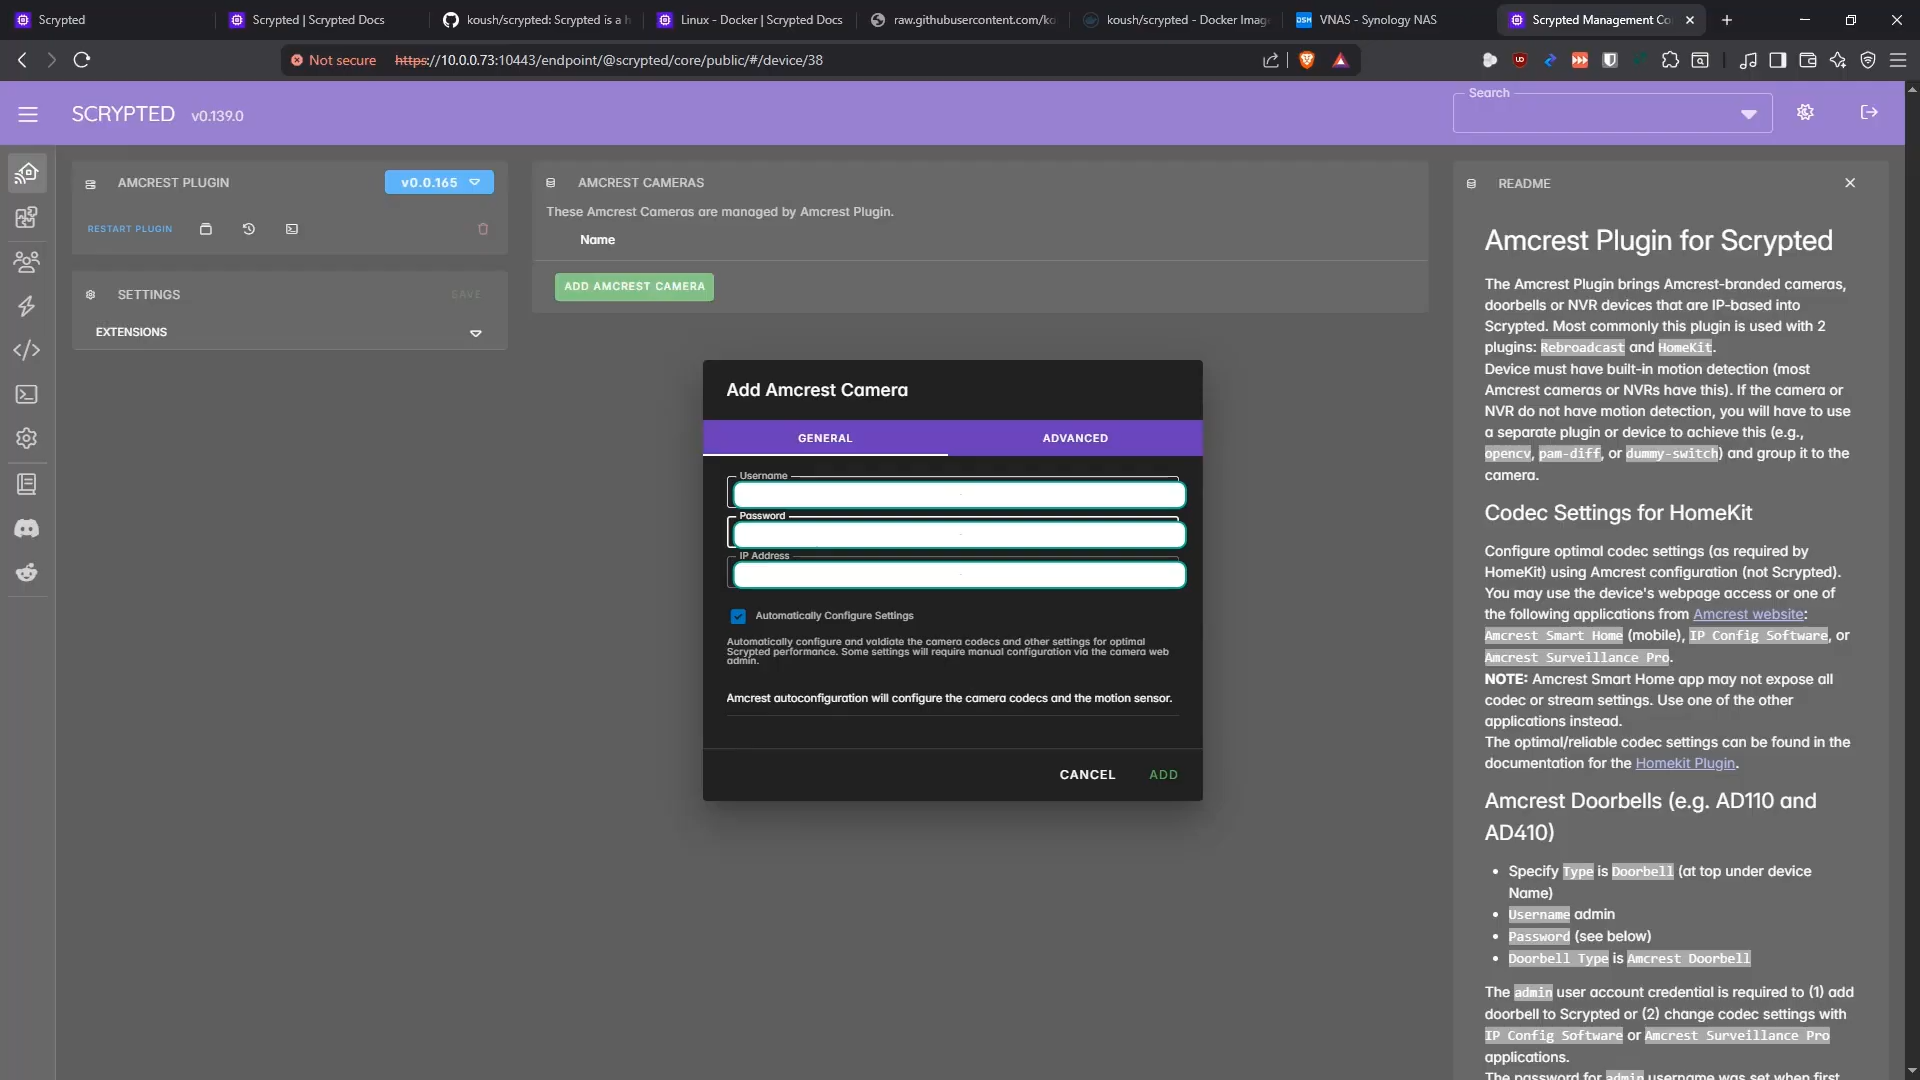 Scrypted
Scrypted | Scrypted Docs
koush/scrypted: Scrypted is a h
Linux - Docker | Scrypted Docs
raw.githubusercontent.com/ko
koush/scrypted - Docker Image
VNAS - Synology NAS
Scrypted Management Co
Not secure
https://10.0.0.73:10443/endpoint/@scrypted/core/public/#/device/38
SCRYPTED v0.139.0
Search
AMCREST PLUGIN
v0.0.165
RESTART PLUGIN
SETTINGS
SAVE
EXTENSIONS
AMCREST CAMERAS
These Amcrest Cameras are managed by Amcrest Plugin.
Name
ADD AMCREST CAMERA
Add Amcrest Camera
GENERAL
ADVANCED
Username
Password
IP Address
Automatically Configure Settings
Automatically configure and valdiate the camera codecs and other settings for optimal
Scrypted performance. Some settings will require manual configuration via the camera web
admin.
Amcrest autoconfiguration will configure the camera codecs and the motion sensor.
CANCEL
ADD
README
Amcrest Plugin for Scrypted
The Amcrest Plugin brings Amcrest-branded cameras,
doorbells or NVR devices that are IP-based into
Scrypted. Most commonly this plugin is used with 2
plugins: Rebroadcast and HomeKit.
Device must have built-in motion detection (most
Amcrest cameras or NVRs have this). If the camera or
NVR do not have motion detection, you will have to use
a separate plugin or device to achieve this (e.g.,
opencv, pam-diff, or dummy-switch) and group it to the
camera.
Codec Settings for HomeKit
Configure optimal codec settings (as required by
HomeKit) using Amcrest configuration (not Scrypted).
You may use the device's webpage access or one of
the following applications from Amcrest website:
Amcrest Smart Home (mobile), IP Config Software, or
Amcrest Surveillance Pro.
NOTE: Amcrest Smart Home app may not expose all
codec or stream settings. Use one of the other
applications instead.
The optimal/reliable codec settings can be found in the
documentation for the Homekit Plugin.
Amcrest Doorbells (e.g. AD110 and
AD410)
• Specify Type is Doorbell (at top under device
Name)
• Username admin
• Password (see below)
• Doorbell Type is Amcrest Doorbell
The admin user account credential is required to (1) add
doorbell to Scrypted or (2) change codec settings with
IP Config Software or Amcrest Surveillance Pro
applications.
The password for admin username was set when first